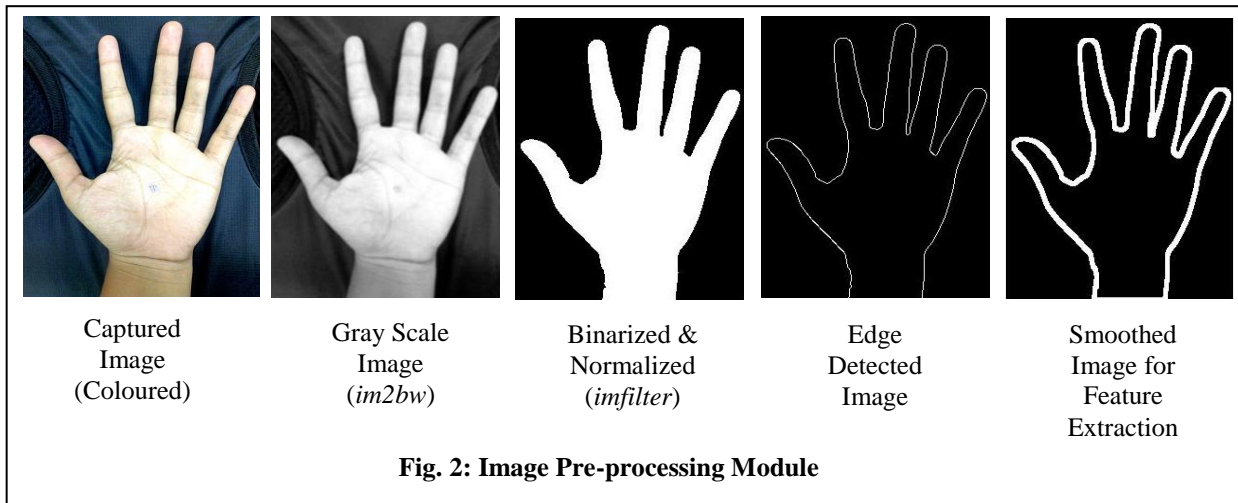 Captured
Image
(Coloured)
Gray Scale
Image
(im2bw)
Binarized &
Normalized
(imfilter)
Edge
Detected
Image
Smoothed
Image for
Feature
Extraction
Fig. 2: Image Pre-processing Module